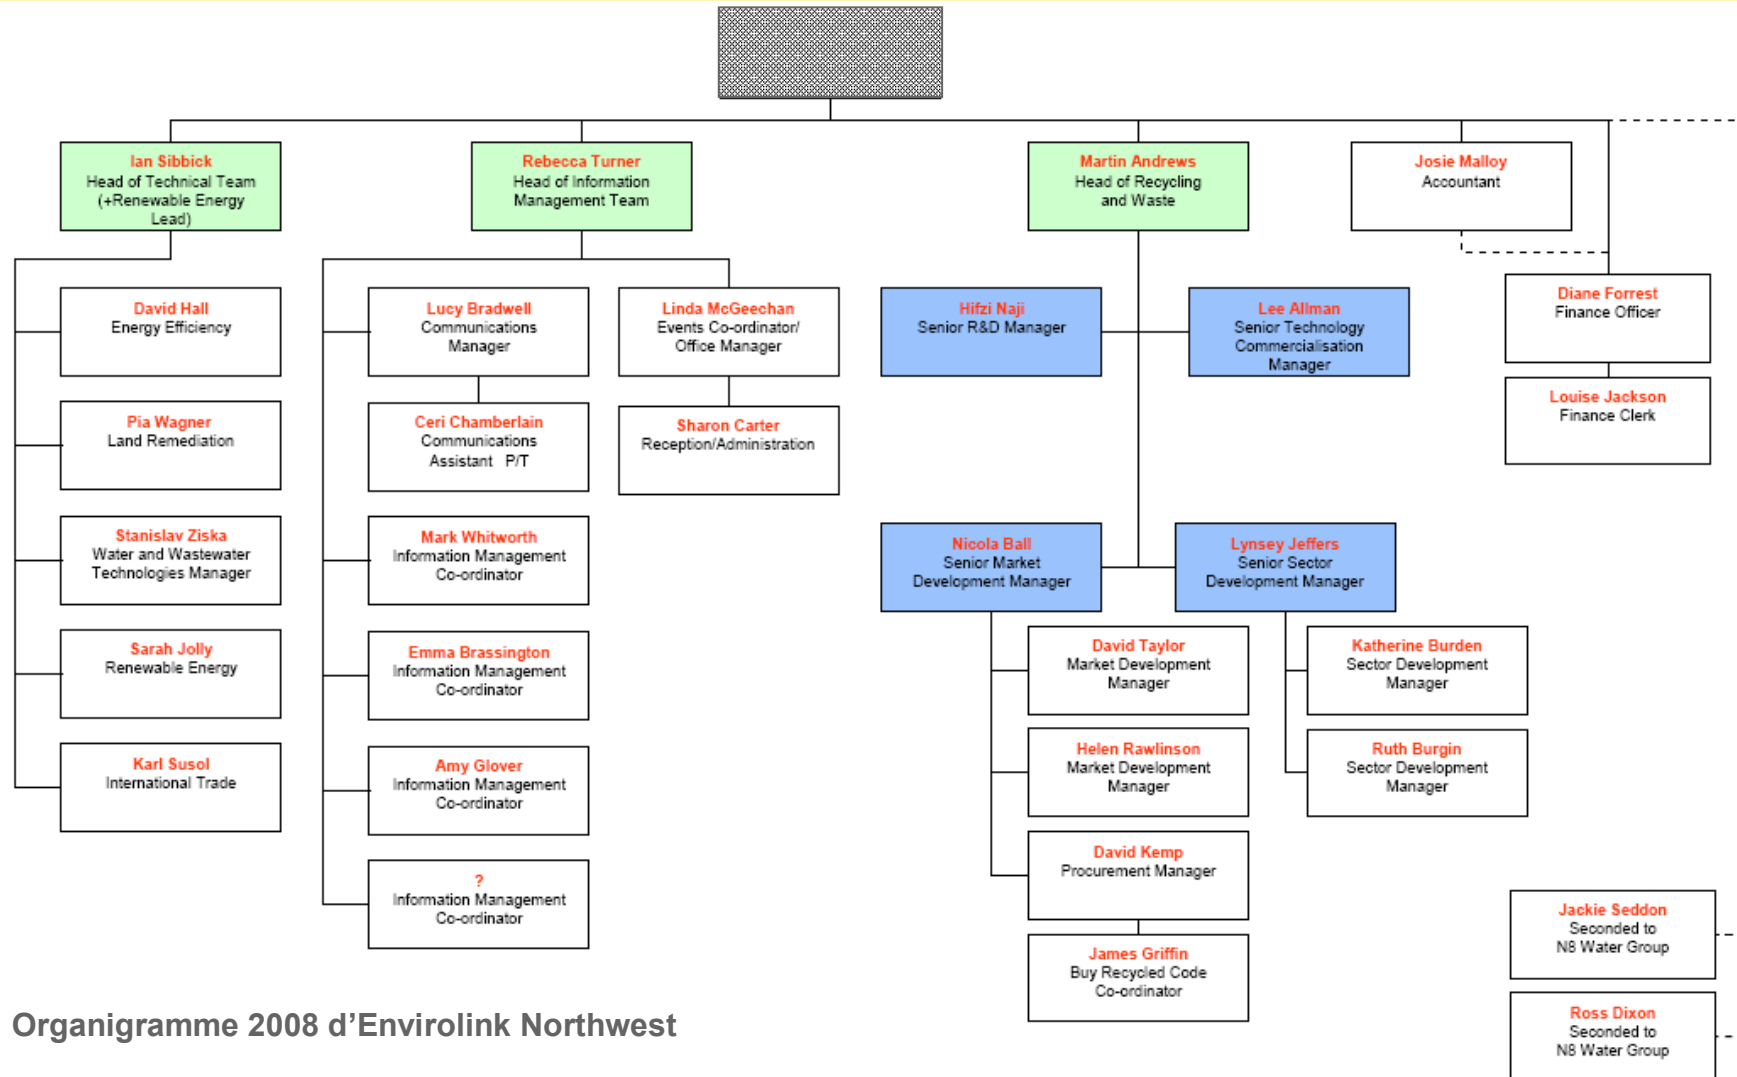 Ian Sibbick
Head of Technical Team
(+Renewable Energy
Lead)
Rebecca Turner
Head of Information
Management Team
Martin Andrews
Head of Recycling
and Waste
Josie Malloy
Accountant
David Hall
Energy Efficiency
Pia Wagner
Land Remediation
Stanislav Ziska
Water and Wastewater
Technologies Manager
Sarah Jolly
Renewable Energy
Karl Susol
International Trade
Lucy Bradwell
Communications
Manager
Ceri Chamberlain
Communications
Assistant P/T
Mark Whitworth
Information Management
Co-ordinator
Emma Brassington
Information Management
Co-ordinator
Amy Glover
Information Management
Co-ordinator
?
Information Management
Co-ordinator
Linda McGeechan
Events Co-ordinator/
Office Manager
Sharon Carter
Reception/Administration
Hifzi Naji
Senior R&D Manager
Lee Allman
Senior Technology
Commercialisation
Manager
Nicola Ball
Senior Market
Development Manager
Lynsey Jeffers
Senior Sector
Development Manager
David Taylor
Market Development
Manager
Helen Rawlinson
Market Development
Manager
David Kemp
Procurement Manager
James Griffin
Buy Recycled Code
Co-ordinator
Katherine Burden
Sector Development
Manager
Ruth Burgin
Sector Development
Manager
Diane Forrest
Finance Officer
Louise Jackson
Finance Clerk
Jackie Seddon
Seconded to
N8 Water Group
Ross Dixon
Seconded to
N8 Water Group
Organigramme 2008 d’Envirolink Northwest